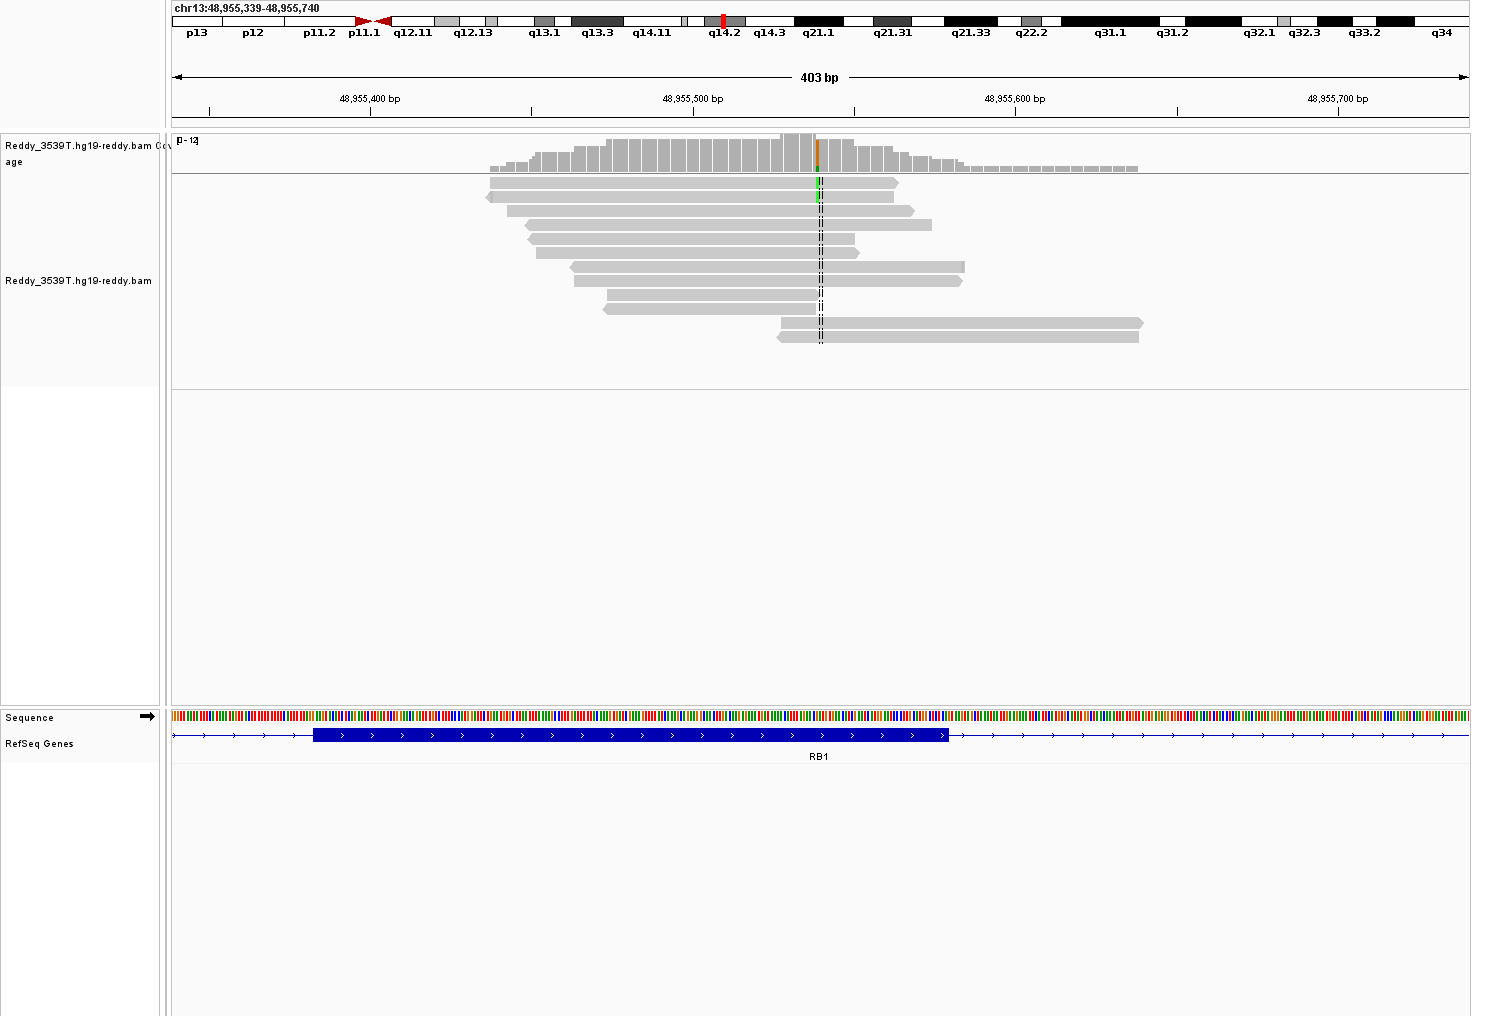 chr13:48,955,339-48,955,740
p13 p12 p11.2 p11.1 q12.11 q12.13 q13.1 q13.3 q14.11 q14.2 q14.3 q21.1 q21.31 q21.33 q22.2 q31.1 q31.2 q32.1 q32.3 q33.2 q34
403 bp
48,955,400 bp 48,955,500 bp 48,955,600 bp 48,955,700 bp
[0 - 12]
Reddy_3539T.hg19-reddy.bam Cov
age
Reddy_3539T.hg19-reddy.bam
Sequence
RefSeq Genes
RB1